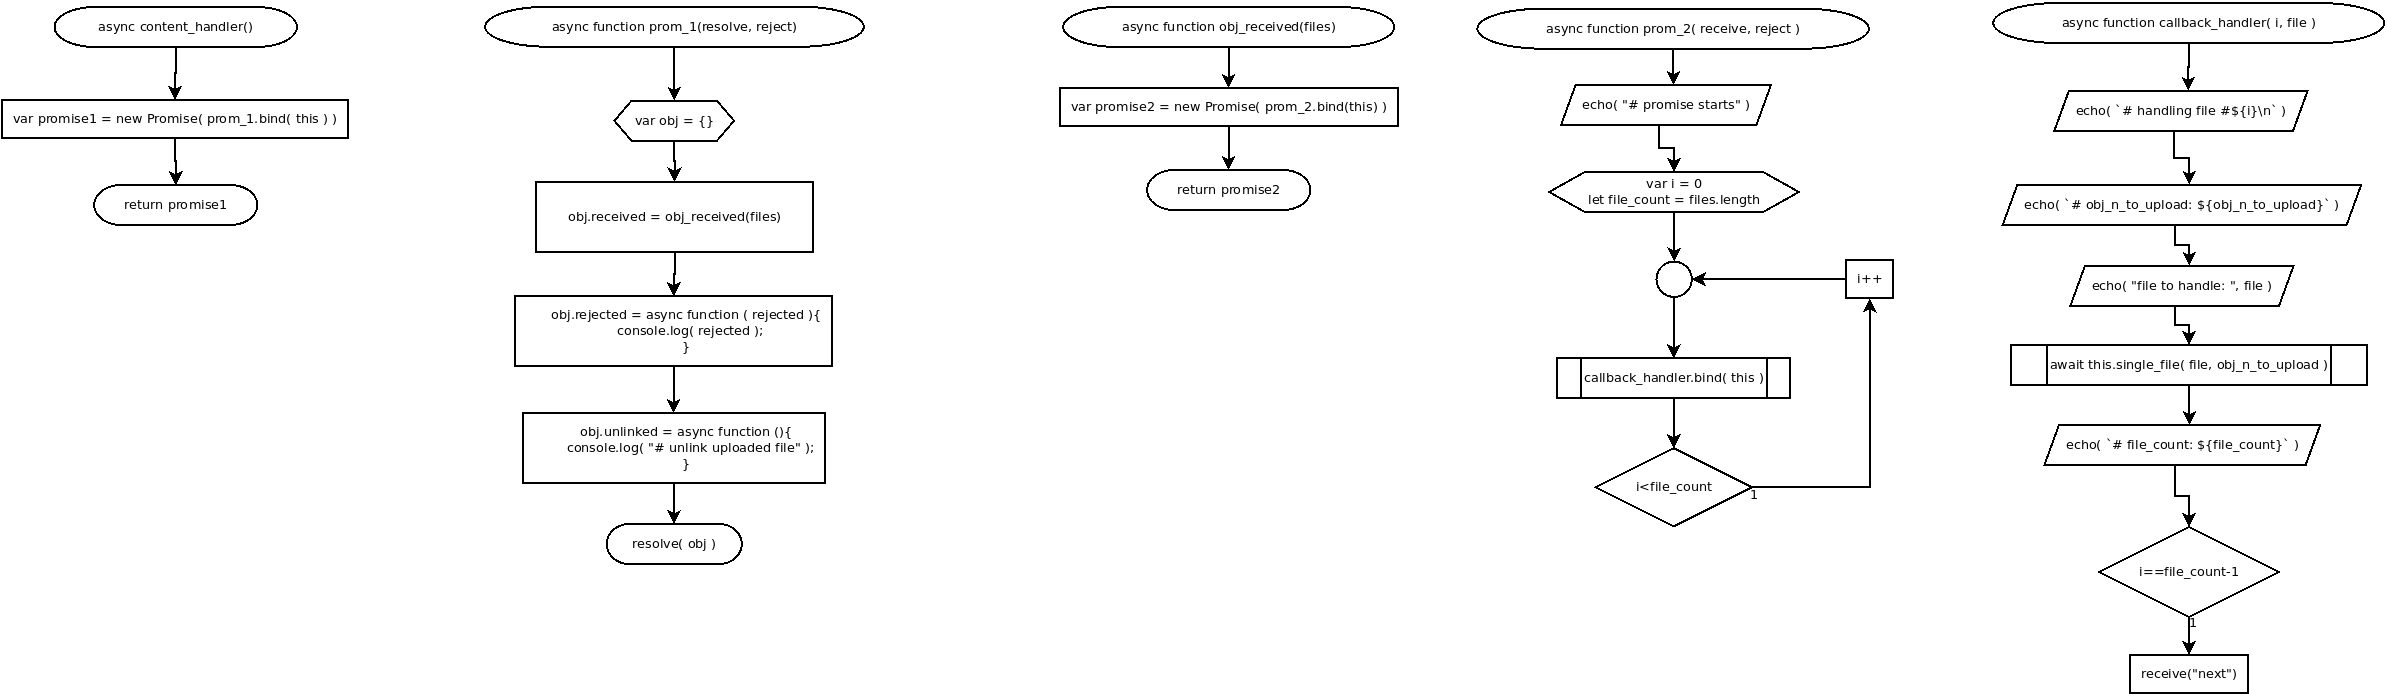 async content_handler()
var promise1 = new Promise( prom_1.bind( this ) )
return promise1
async function prom_1(resolve, reject)
var obj = {}
obj.received = obj_received(files)
obj.rejected = async function ( rejected ){
console.log( rejected );
}
obj.unlinked = async function (){
console.log( "# unlink uploaded file" );
}
resolve( obj )
async function obj_received(files)
var promise2 = new Promise( prom_2.bind(this) )
return promise2
async function prom_2( receive, reject )
echo( "# promise starts" )
var i = 0
let file_count = files.length
i++
callback_handler.bind( this )
i<file_count
1
async function callback_handler( i, file )
echo( `# handling file #${i}\n` )
echo( `# obj_n_to_upload: ${obj_n_to_upload}` )
echo( "file to handle: ", file )
await this.single_file( file, obj_n_to_upload )
echo( `# file_count: ${file_count}` )
i==file_count-1
1
receive("next")